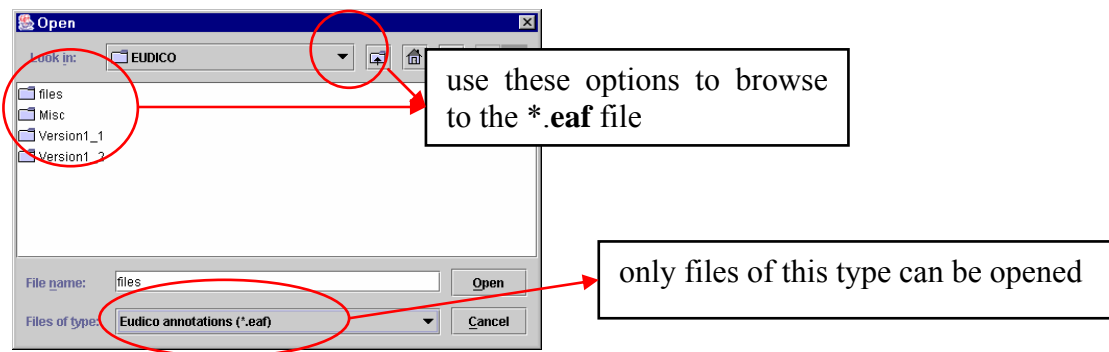 Open
Look in: EUDICO
use these options to browse
to the *.eaf file
files
Misc
Version1_1
Version1_2
only files of this type can be opened
File name: files Open
Files of type: Eudico annotations (*.eaf) Cancel